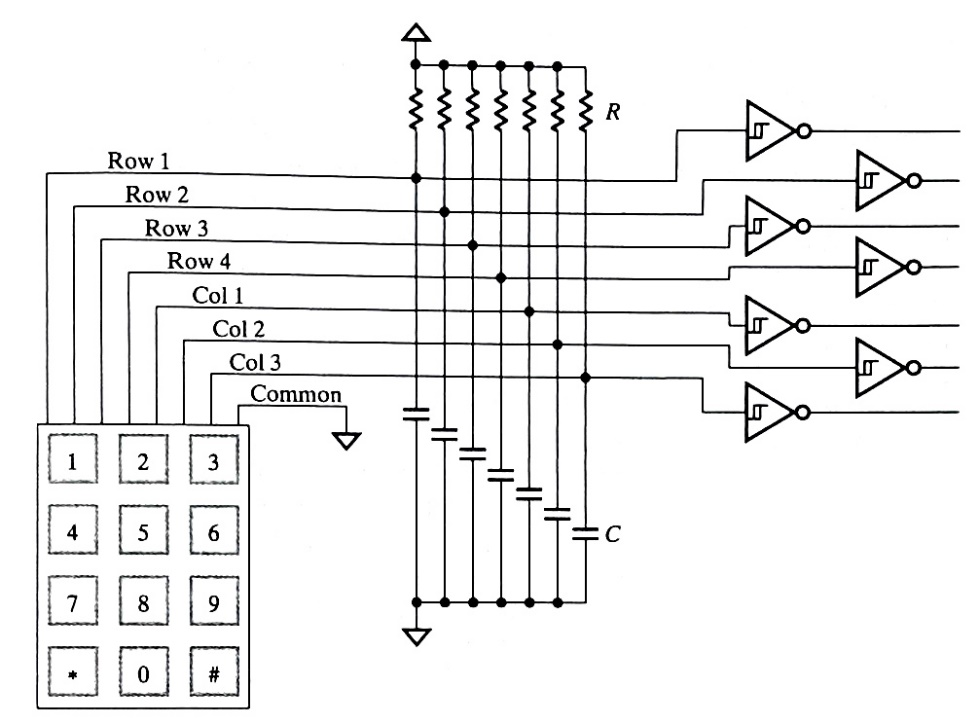 R
Row 1
Row 2
Row 3
Row 4
Col 1
Col 2
Col 3
Common
1 2 3
4 5 6
7 8 9
* 0 #
C